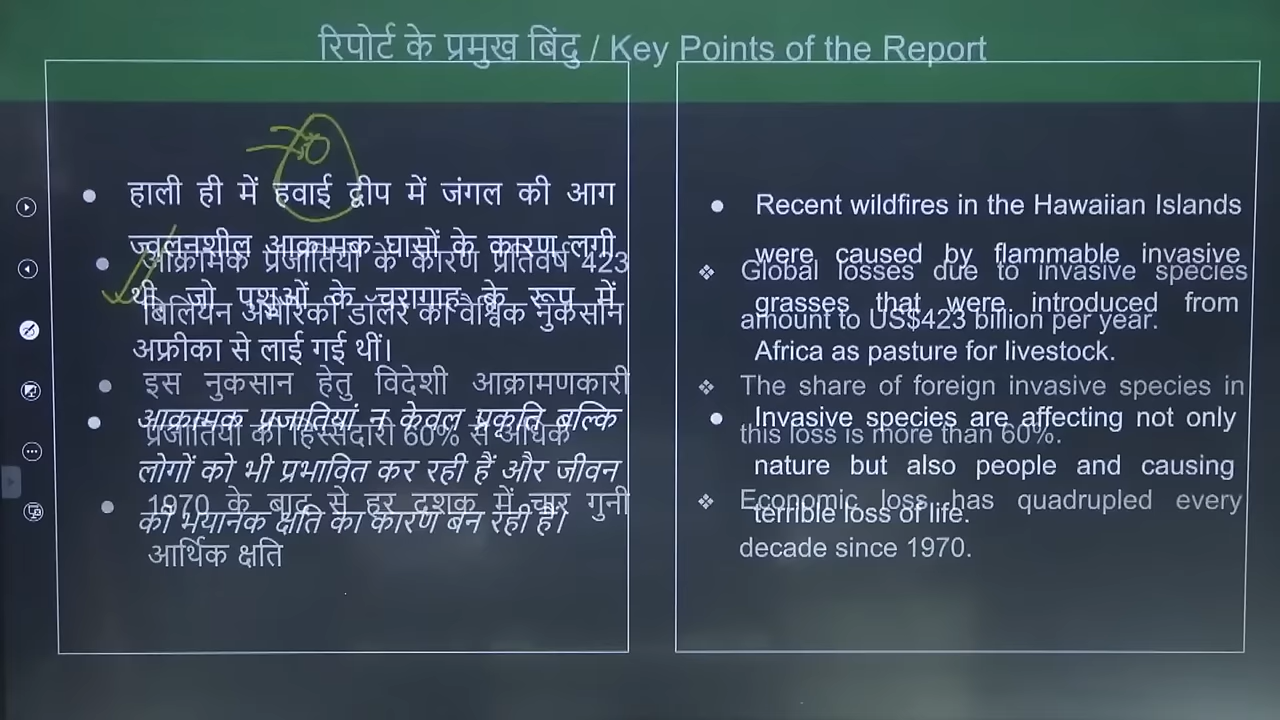 रिपोर्ट के प्रमुख बिंदु / Key Points of the Report
हाली ही में हवाई द्वीप में जंगल की आग
ज्वलनशील आक्रामक घासों के कारण लगी
थी, जो पशुओं के चरागाह के रूप में
अफ्रीका से लाई गई थीं।
आक्रामक प्रजातियां न केवल प्रकृति बल्कि
लोगों को भी प्रभावित कर रही हैं और जीवन
की भयानक क्षति का कारण बन रही हैं।
आक्रामक प्रजातियों के कारण प्रतिवर्ष 423
बिलियन अमेरिकी डॉलर का वैश्विक नुकसान
इस नुकसान हेतु विदेशी आक्रामणकारी
प्रजातियों की हिस्सेदारी 60% से अधिक
1970 के बाद से हर दशक में चार गुनी
आर्थिक क्षति
Recent wildfires in the Hawaiian Islands
were caused by flammable invasive
grasses that were introduced from
Africa as pasture for livestock.
Invasive species are affecting not only
nature but also people and causing
terrible loss of life.
Global losses due to invasive species
amount to US$423 billion per year.
The share of foreign invasive species in
this loss is more than 60%.
Economic loss has quadrupled every
decade since 1970.